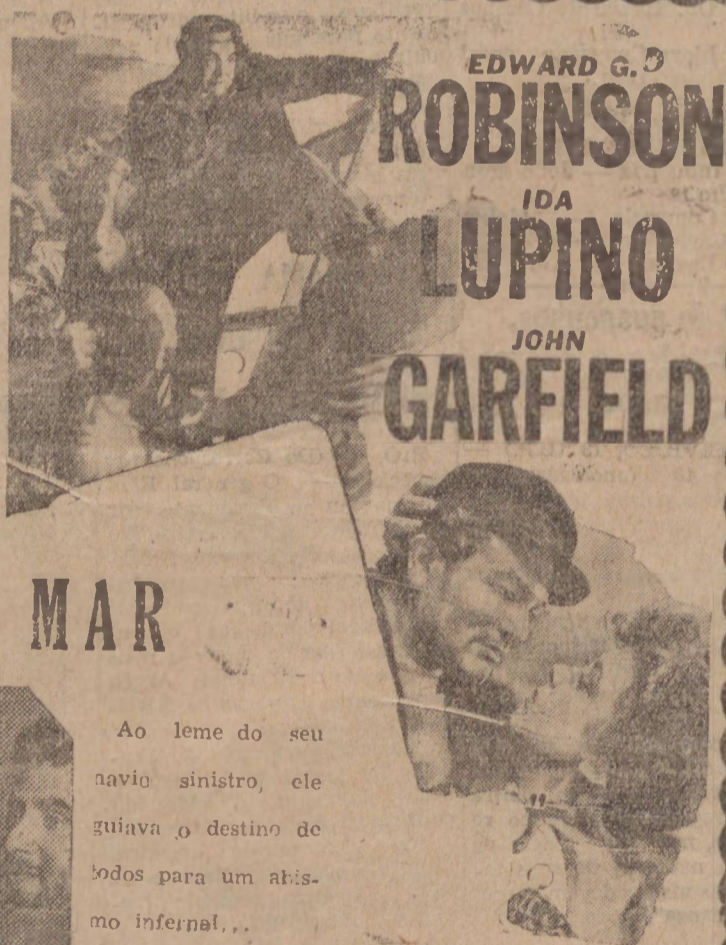 EDWARD G.
ROBINSON
IDA
LUPINO
JOHN
GARFIELD
MAR
Ao leme do seu
navio sinistro, ele
guiava o destino de
todos para um abis-
mo infernal...